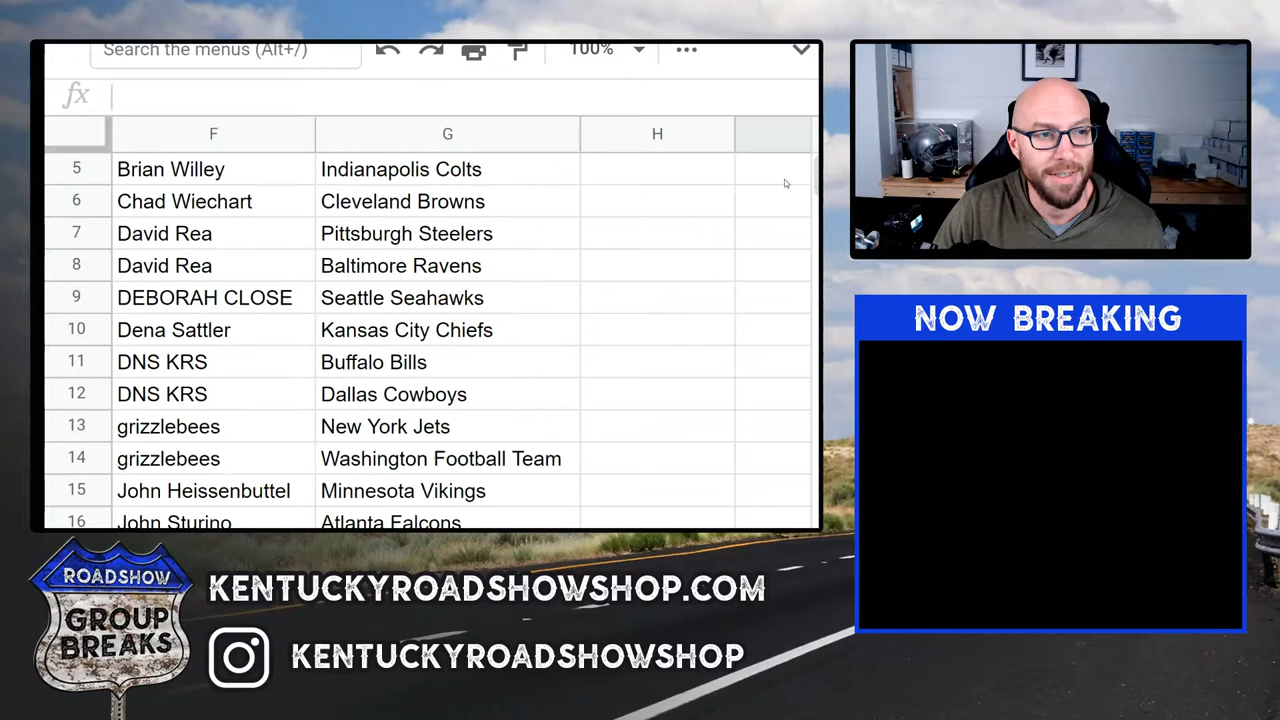 Search the menus (Alt+/)
100%
fx
F G H
5 Brian Willey Indianapolis Colts
6 Chad Wiechart Cleveland Browns
7 David Rea Pittsburgh Steelers
8 David Rea Baltimore Ravens
9 DEBORAH CLOSE Seattle Seahawks
10 Dena Sattler Kansas City Chiefs
11 DNS KRS Buffalo Bills
12 DNS KRS Dallas Cowboys
13 grizzlebees New York Jets
14 grizzlebees Washington Football Team
15 John Heissenbuttel Minnesota Vikings
16 John Sturino Atlanta Falcons
NOW BREAKING
ROADSHOW
GROUP
BREAKS
KENTUCKYROADSHOWSHOP.COM
KENTUCKYROADSHOWSHOP